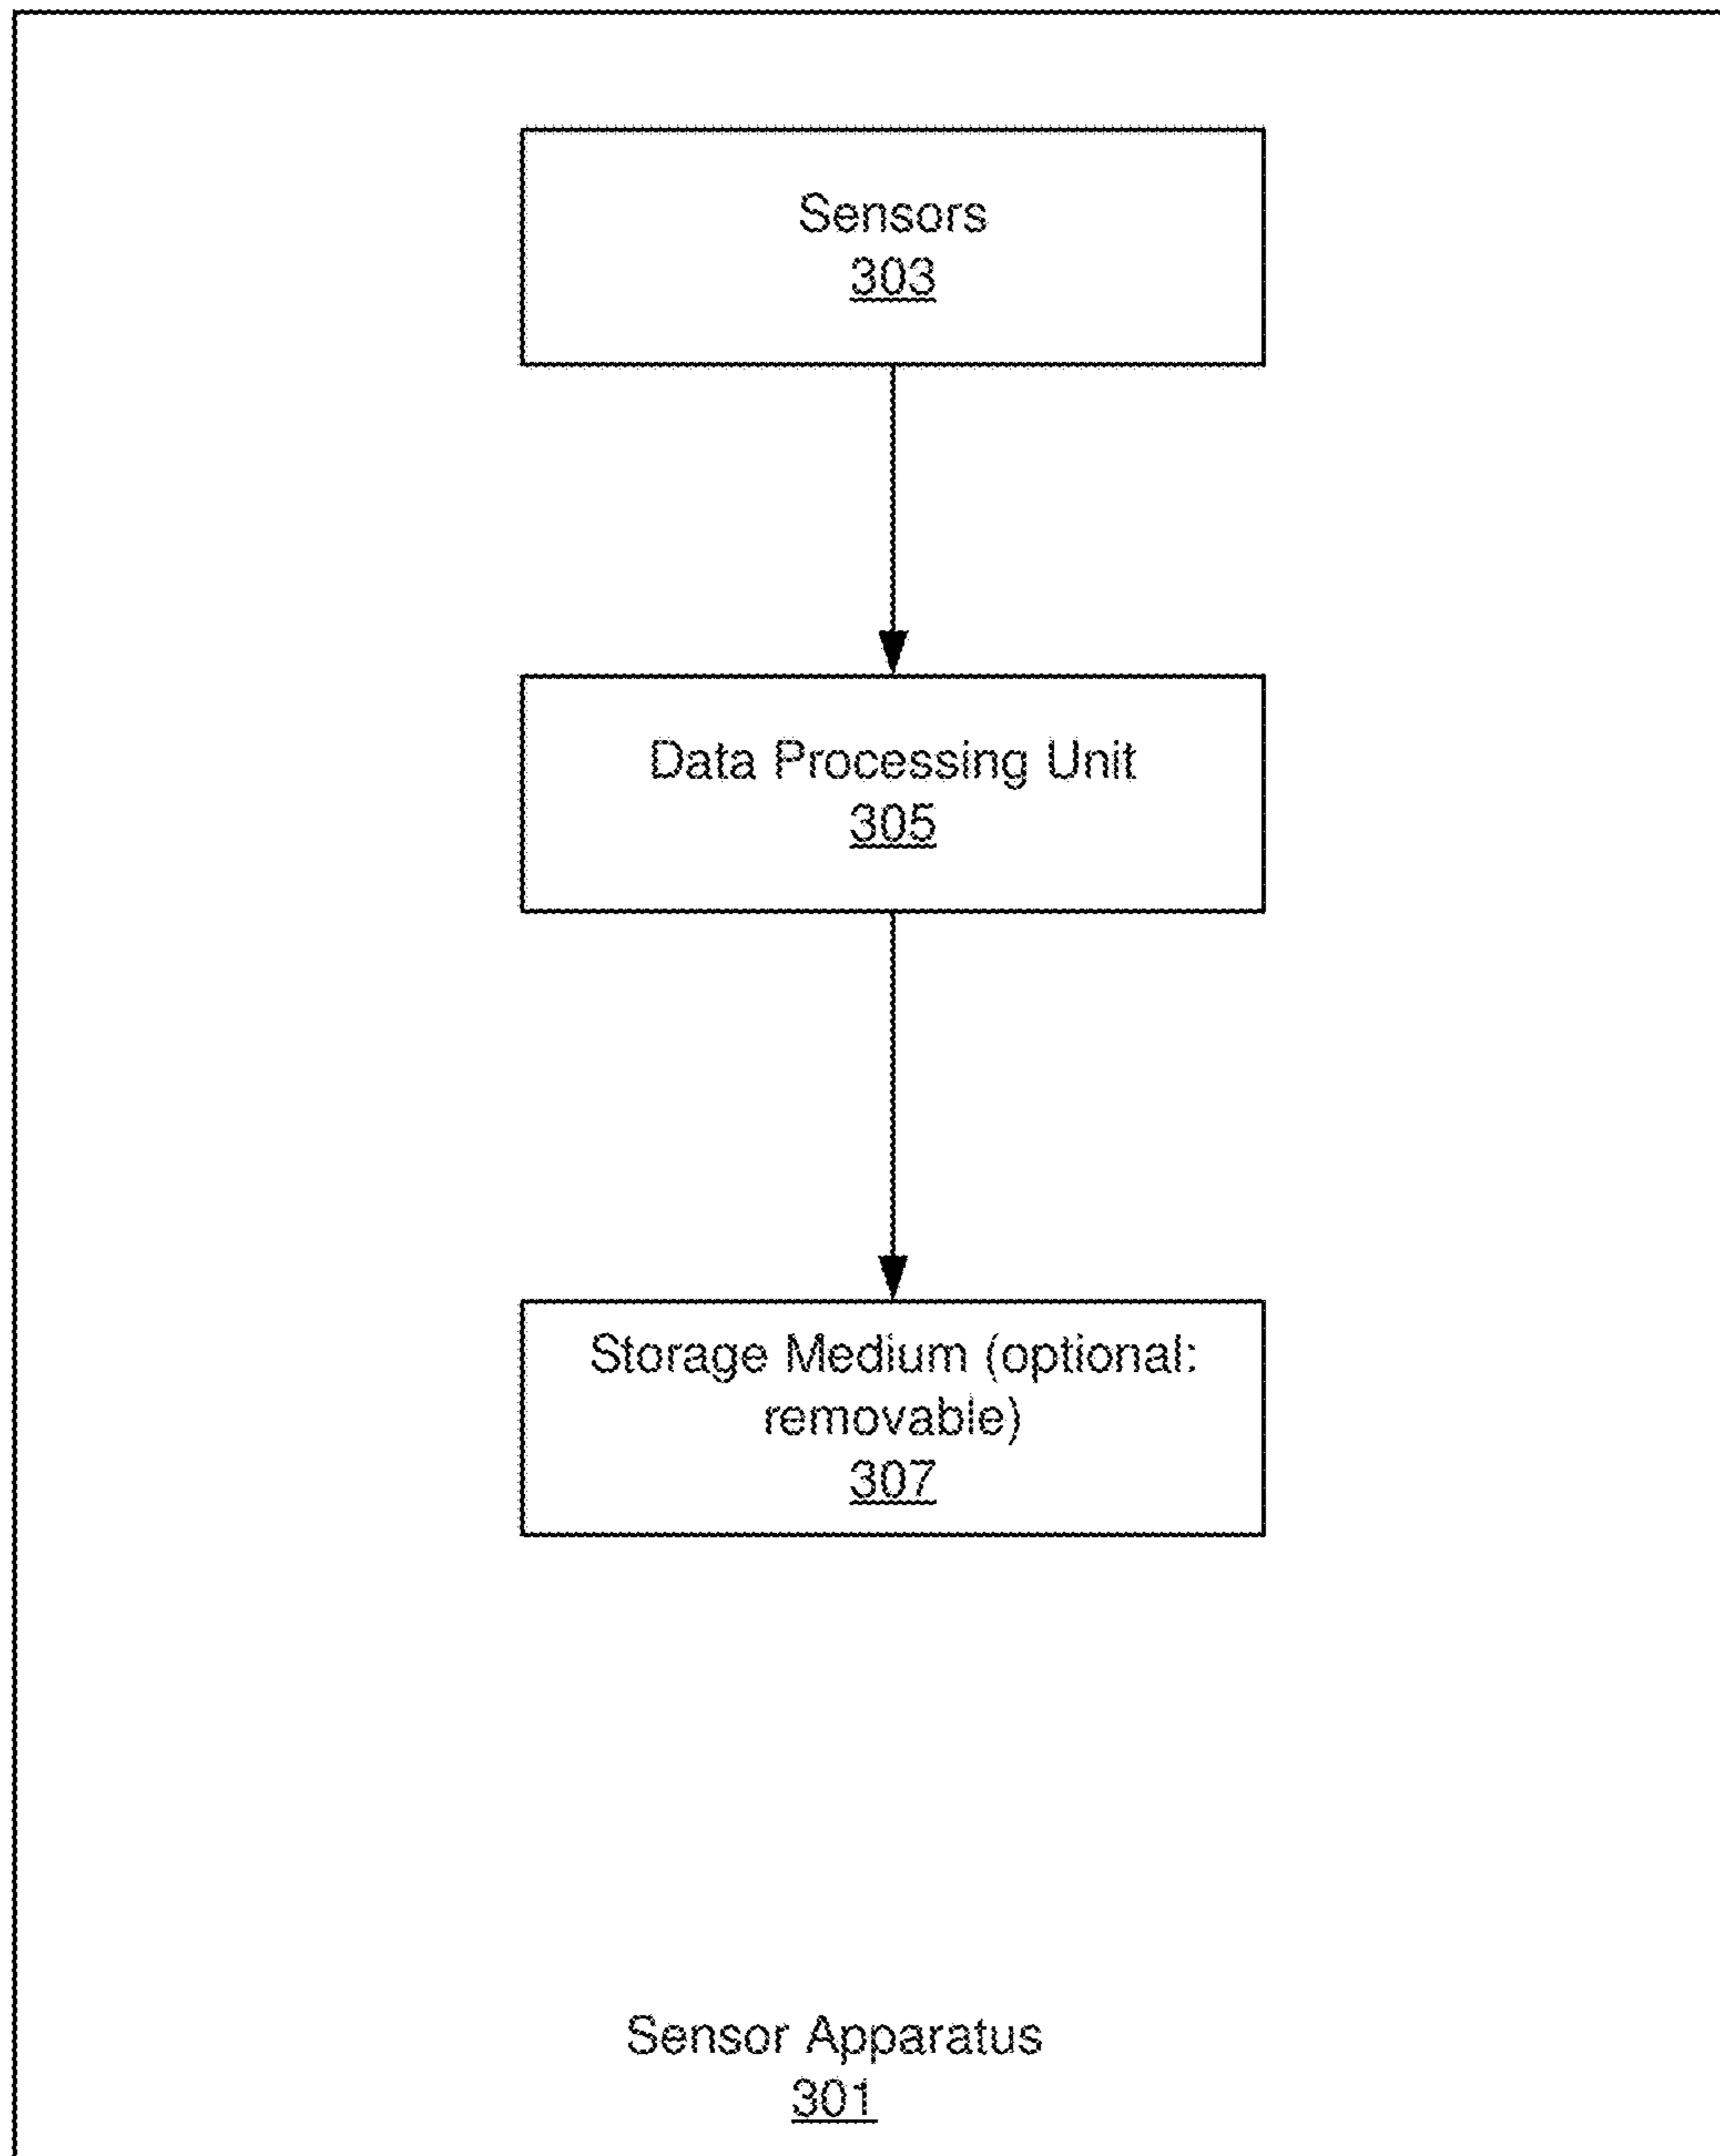 Sensors
303
Data Processing Unit
305
Storage Medium (optional:
removable)
307
Sensor Apparatus
301